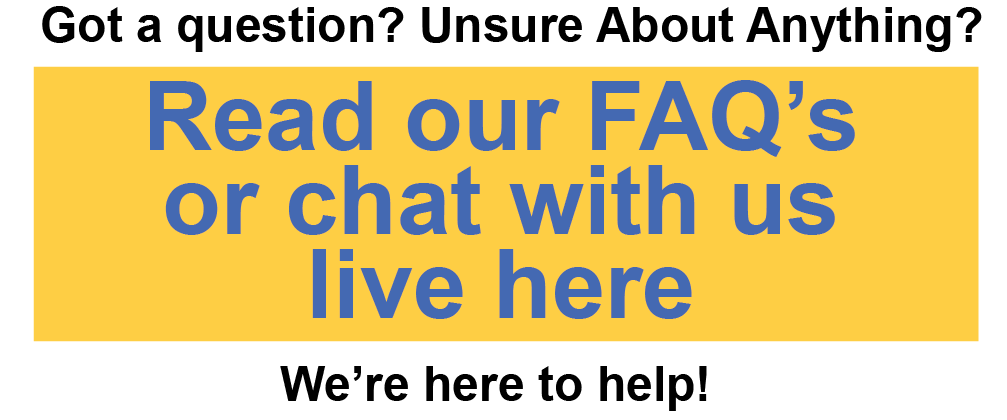 Got a question? Unsure About Anything?
Read our FAQ’s
or chat with us
live here
We’re here to help!